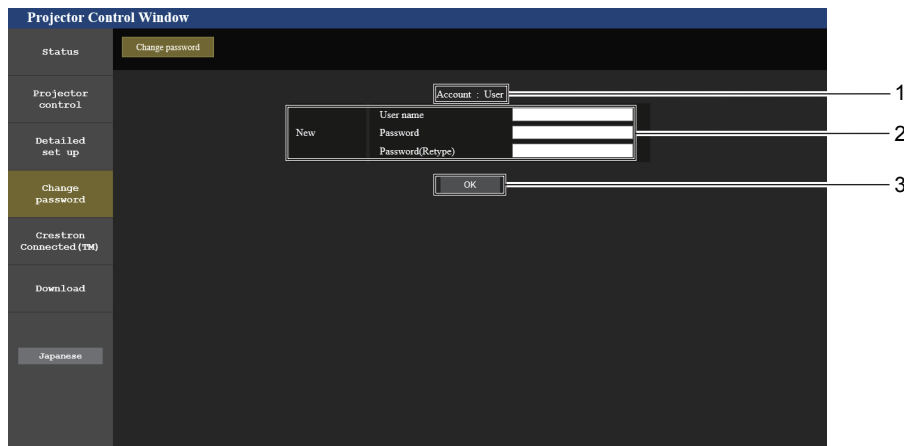 Projector Control Window
Status
Change password
Projector
control
Detailed
set up
Change
password
Crestron
Connected(TM)
Download
Japanese
Account : User
New
User name
Password
Password(Retype)
OK
1
2
3